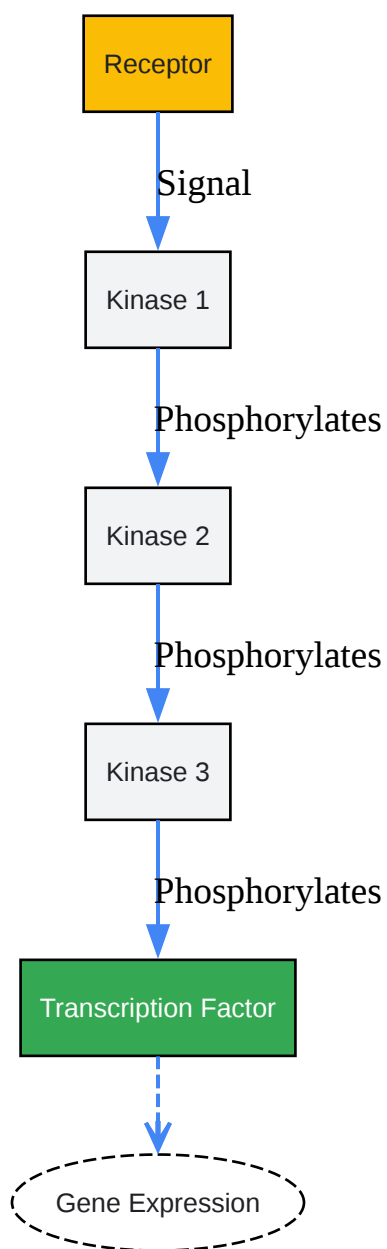 Receptor
Signal
Kinase 1
Phosphorylates
Kinase 2
Phosphorylates
Kinase 3
Phosphorylates
Transcription Factor
Gene Expression